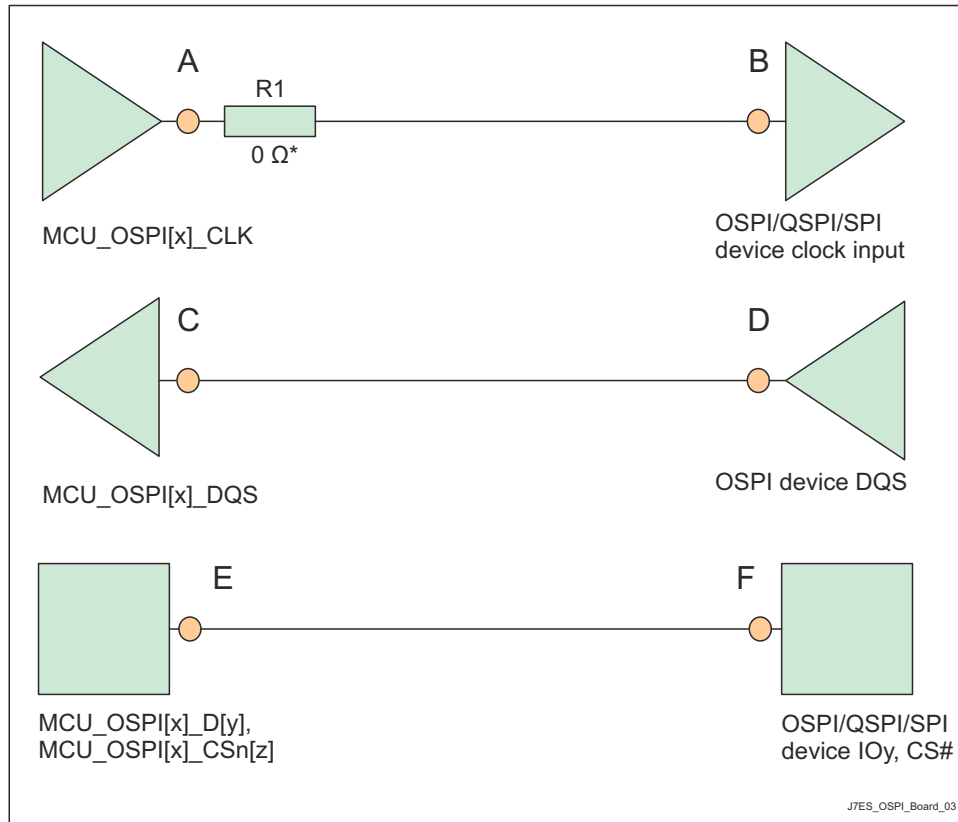 A
R1
0 Ω*
B
MCU_OSPI[x]_CLK
OSPI/QSPI/SPI
device clock input
C
D
MCU_OSPI[x]_DQS
OSPI device DQS
E
F
MCU_OSPI[x]_D[y],
MCU_OSPI[x]_CSn[z]
OSPI/QSPI/SPI
device IOy, CS#
J7ES_OSPI_Board_03